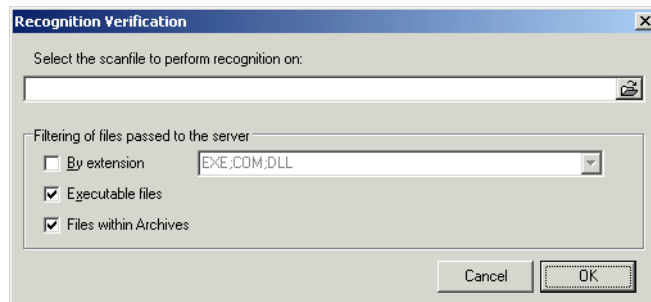 Recognition Verification
Select the scanfile to perform recognition on:
Filtering of files passed to the server
By extension EXE;COM;DLL
Executable files
Files within Archives
Cancel OK